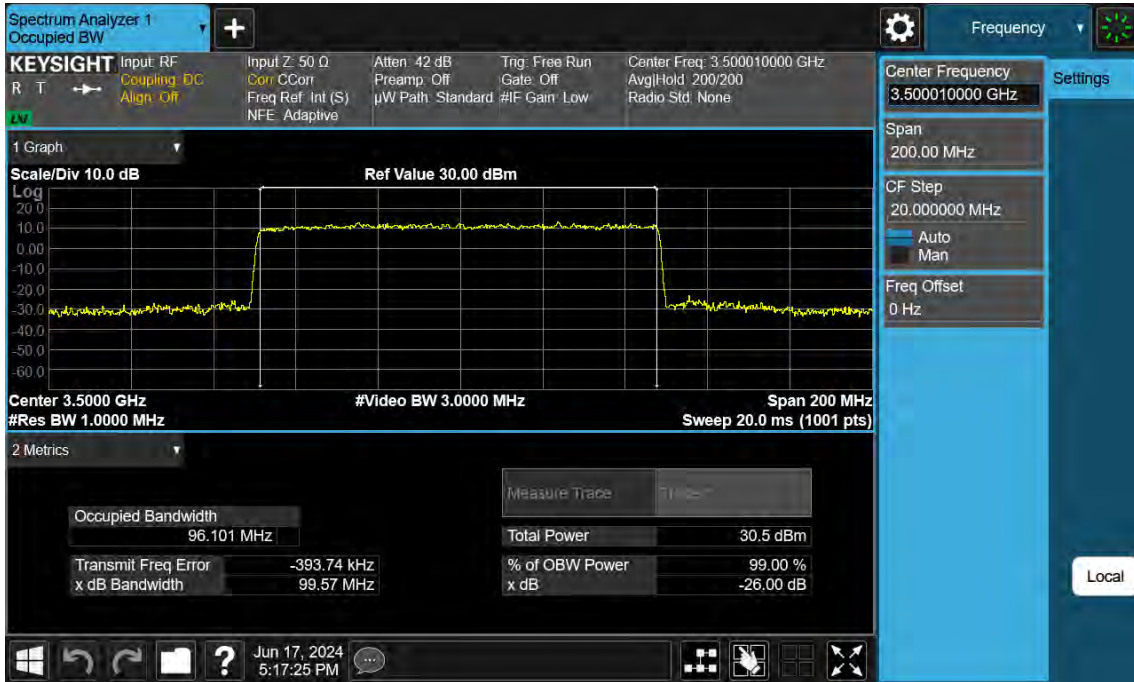 Spectrum Analyzer 1
Occupied BW
Frequency
KEYSIGHT
R T
Input: RF
Coupling: DC
Align: Off
Input Z: 50 Ω
Corr CCorr
Freq Ref: Int (S)
NFE: Adaptive
Atten: 42 dB
Preamp: Off
µW Path: Standard
Trig: Free Run
Gate: Off
#IF Gain: Low
Center Freq: 3.500010000 GHz
Avg|Hold: 200/200
Radio Std: None
Center Frequency
3.500010000 GHz
Settings
Span
200.00 MHz
CF Step
20.000000 MHz
Auto
Man
Freq Offset
0 Hz
1 Graph
Scale/Div 10.0 dB
Ref Value 30.00 dBm
Log
20.0
10.0
0.00
-10.0
-20.0
-30.0
-40.0
-50.0
-60.0
Center 3.5000 GHz
#Video BW 3.0000 MHz
Span 200 MHz
#Res BW 1.0000 MHz
Sweep 20.0 ms (1001 pts)
2 Metrics
Measure Trace
Occupied Bandwidth
96.101 MHz
Total Power 30.5 dBm
Transmit Freq Error -393.74 kHz
% of OBW Power 99.00 %
x dB Bandwidth 99.57 MHz
x dB -26.00 dB
Local
?
Jun 17, 2024
5:17:25 PM